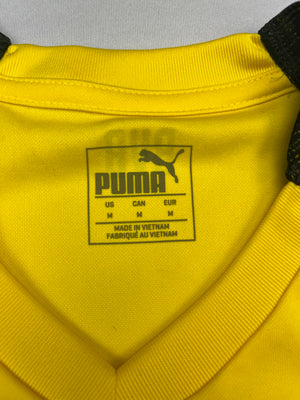 PUMA
US CAN EUR
M M M
MADE IN VIETNAM
FABRIQUÉ AU VIETNAM